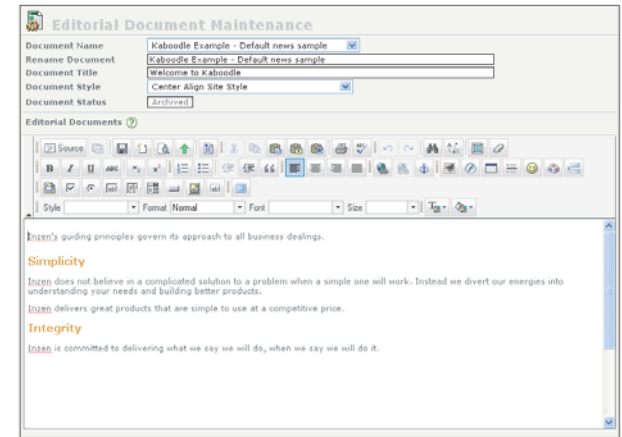 Editorial Document Maintenance
Document Name Kaboodle Example - Default news sample
Rename Document Kaboodle Example - Default news sample
Document Title Welcome to Kaboodle
Document Style Center Align Site Style
Document Status Archived
Editorial Documents ?
Source
B I U ABC x₂ x²
Style Format Normal Font Size
Inzen's guiding principles govern its approach to all business dealings.
Simplicity
Inzen does not believe in a complicated solution to a problem when a simple one will work. Instead we divert our energies into
understanding your needs and building better products.
Inzen delivers great products that are simple to use at a competitive price.
Integrity
Inzen is committed to delivering what we say we will do, when we say we will do it.